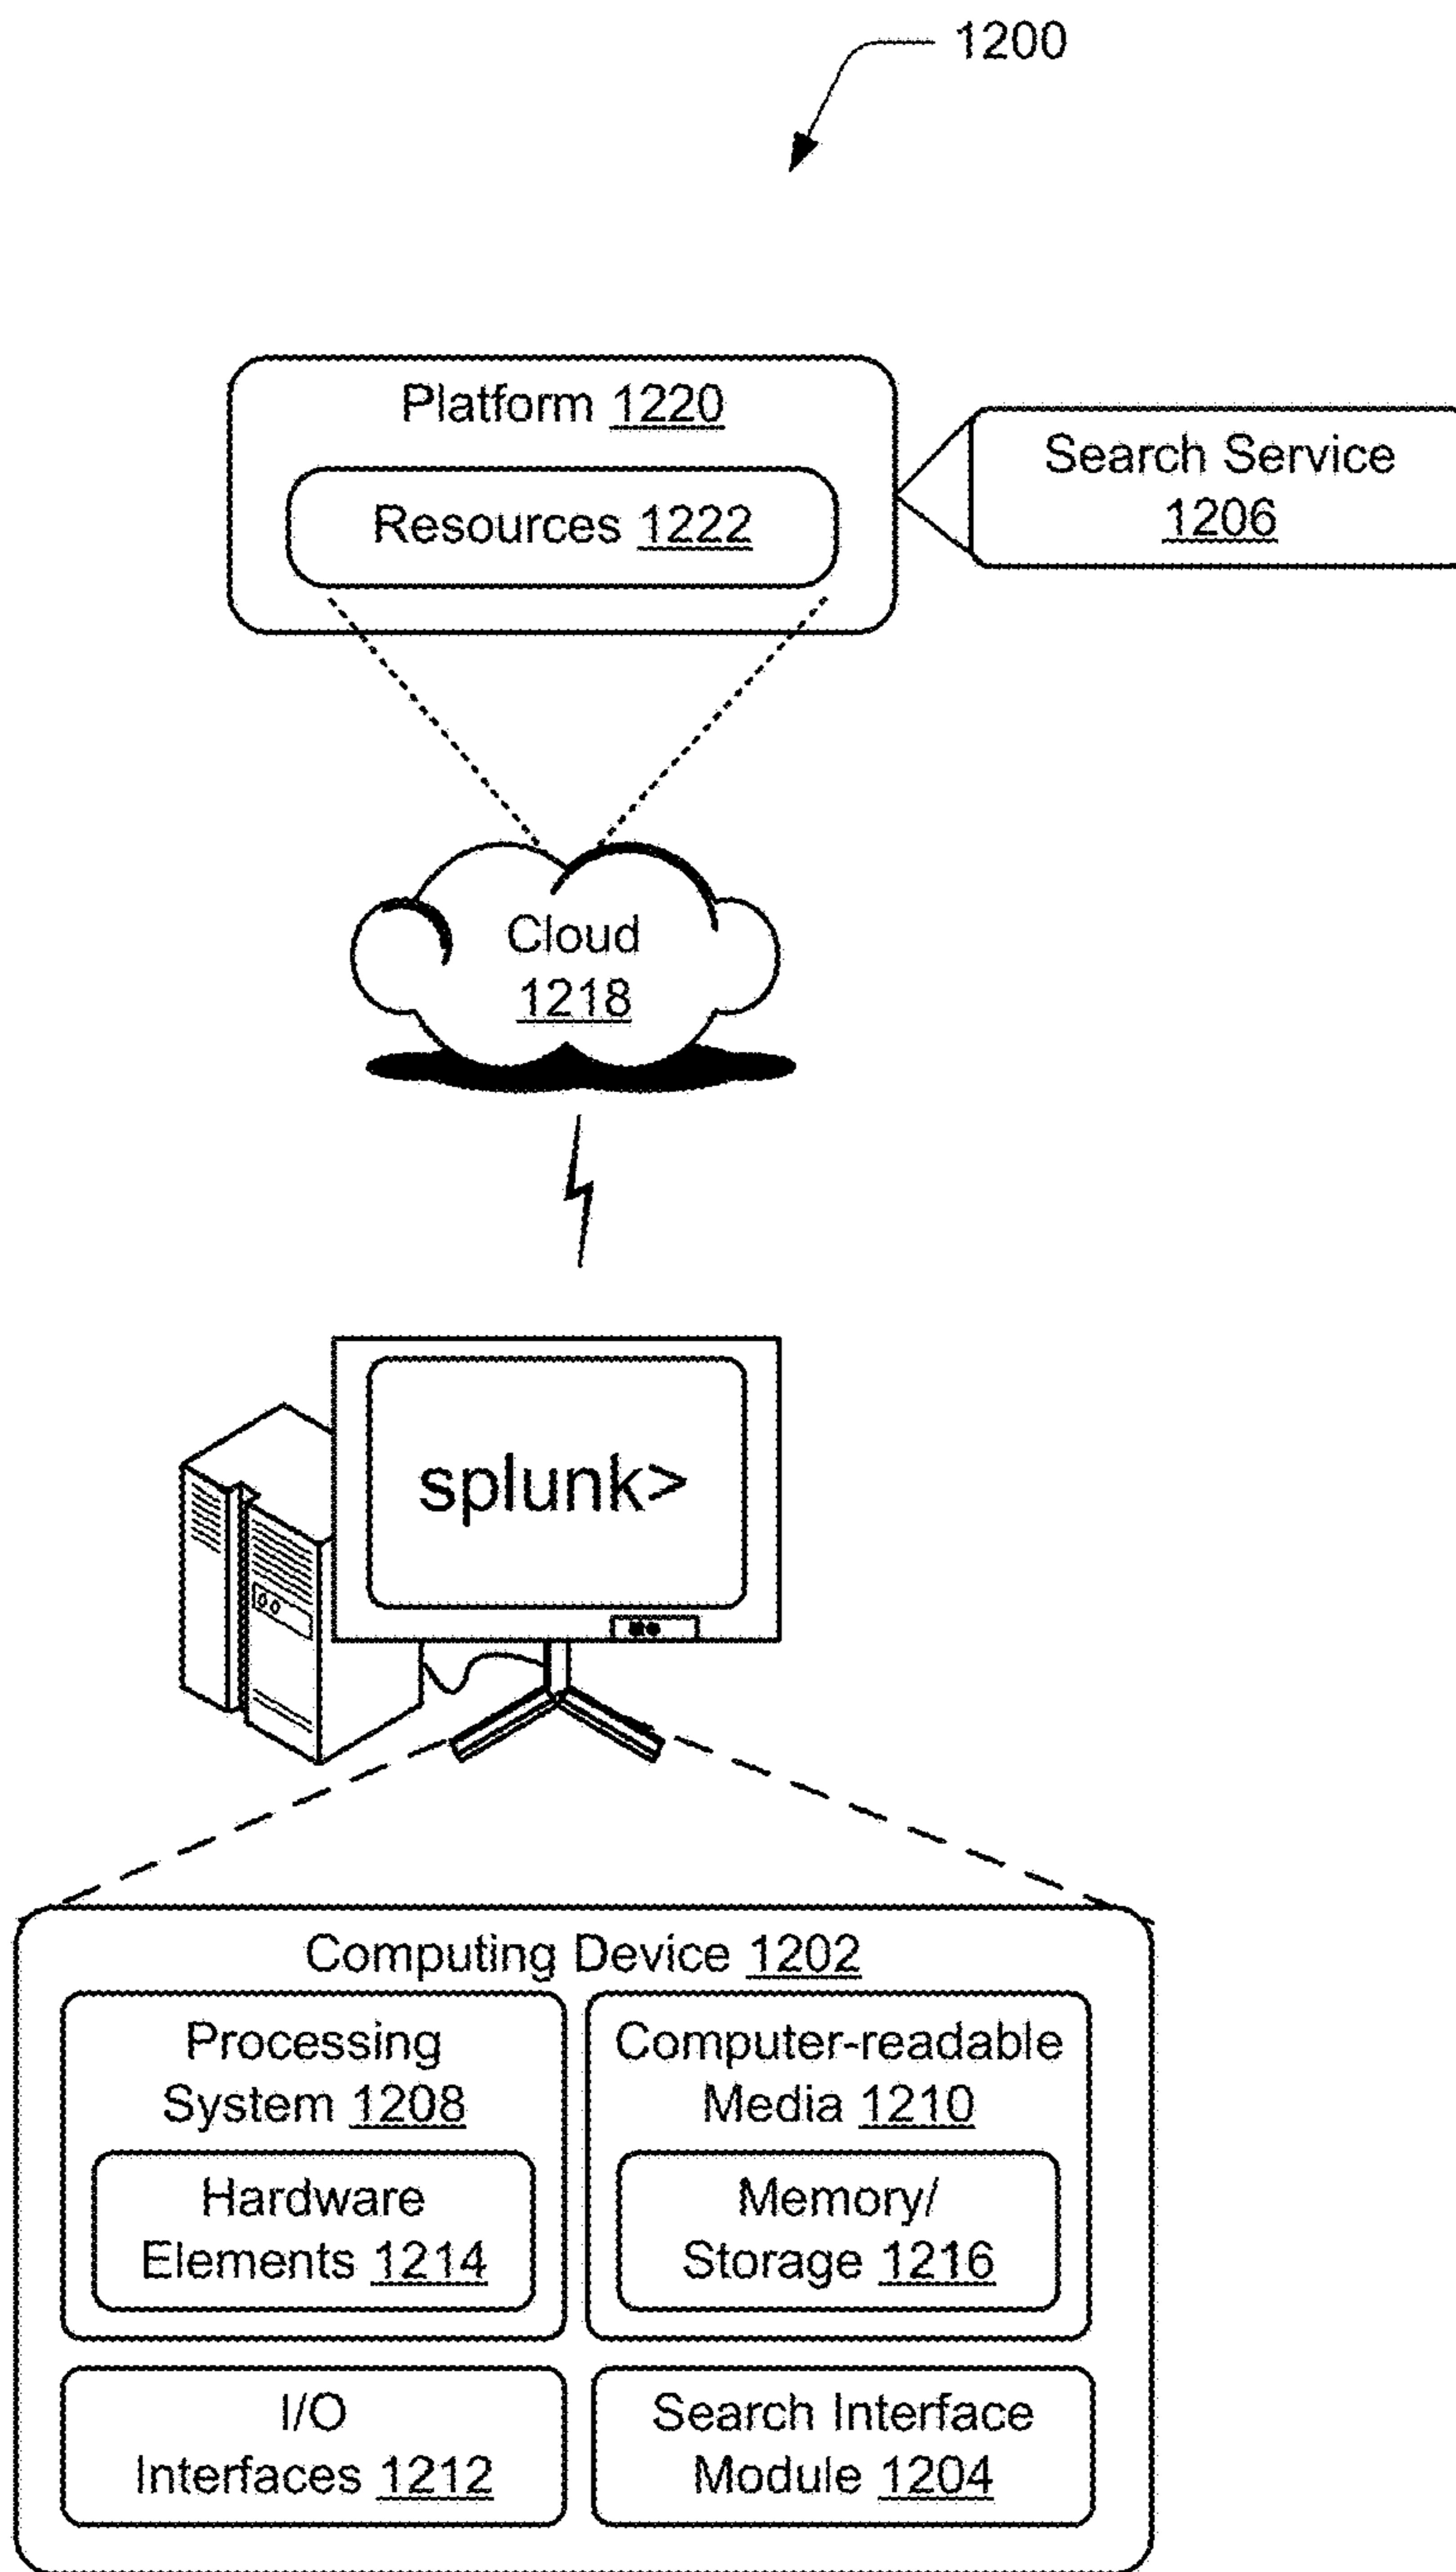 1200
Platform 1220
Resources 1222
Search Service
1206
Cloud
1218
splunk>
Computing Device 1202
Processing
System 1208
Hardware
Elements 1214
Computer-readable
Media 1210
Memory/
Storage 1216
I/O
Interfaces 1212
Search Interface
Module 1204